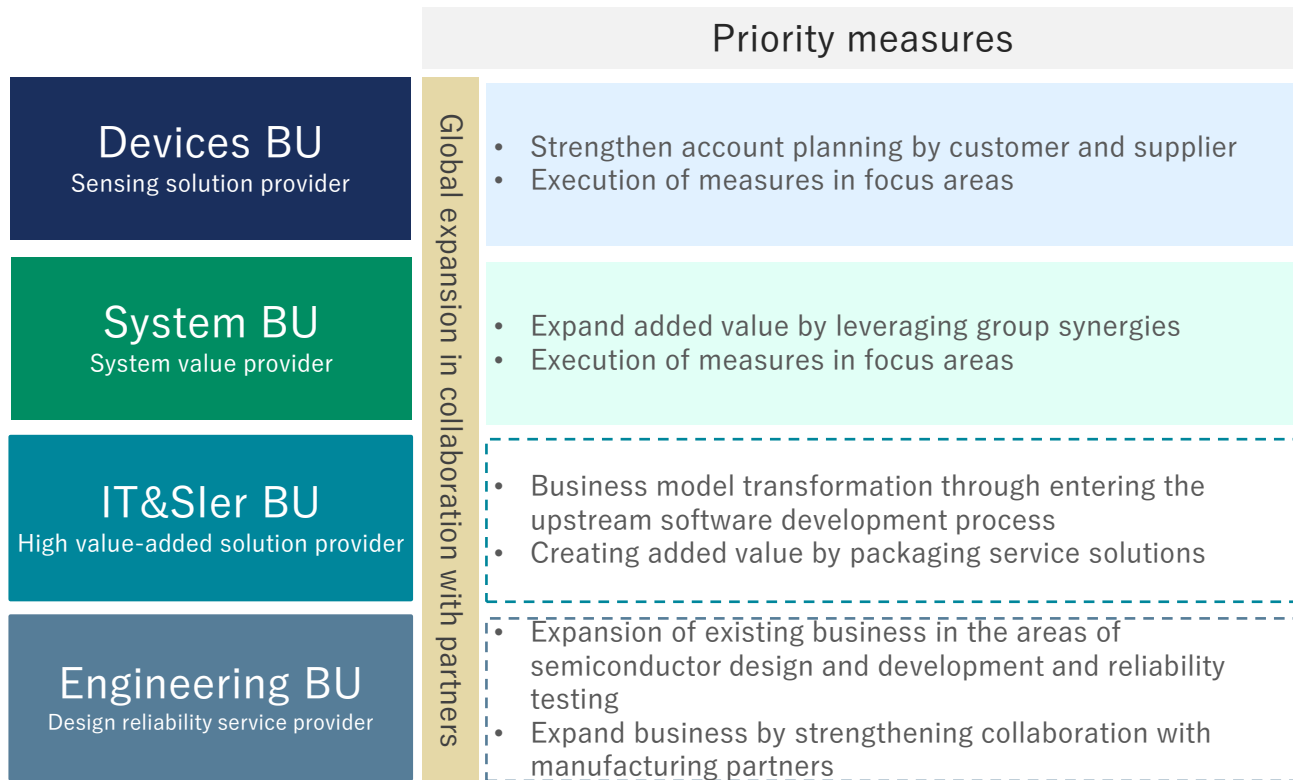 Priority measures
Devices BU
Sensing solution provider
Global expansion in collaboration with partners
• Strengthen account planning by customer and supplier
• Execution of measures in focus areas
System BU
System value provider
• Expand added value by leveraging group synergies
• Execution of measures in focus areas
IT&SIer BU
High value-added solution provider
• Business model transformation through entering the
upstream software development process
• Creating added value by packaging service solutions
Engineering BU
Design reliability service provider
• Expansion of existing business in the areas of
semiconductor design and development and reliability
testing
• Expand business by strengthening collaboration with
manufacturing partners